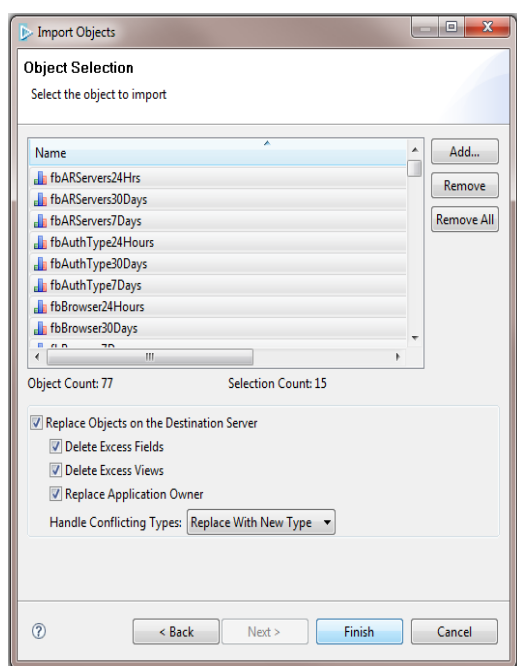 Import Objects
Object Selection
Select the object to import
Name
Add...
fbARServers24Hrs
Remove
fbARServers30Days
fbARServers7Days
Remove All
fbAuthType24Hours
fbAuthType30Days
fbAuthType7Days
fbBrowser24Hours
fbBrowser30Days
Object Count: 77 Selection Count: 15
Replace Objects on the Destination Server
Delete Excess Fields
Delete Excess Views
Replace Application Owner
Handle Conflicting Types: Replace With New Type
< Back Next > Finish Cancel